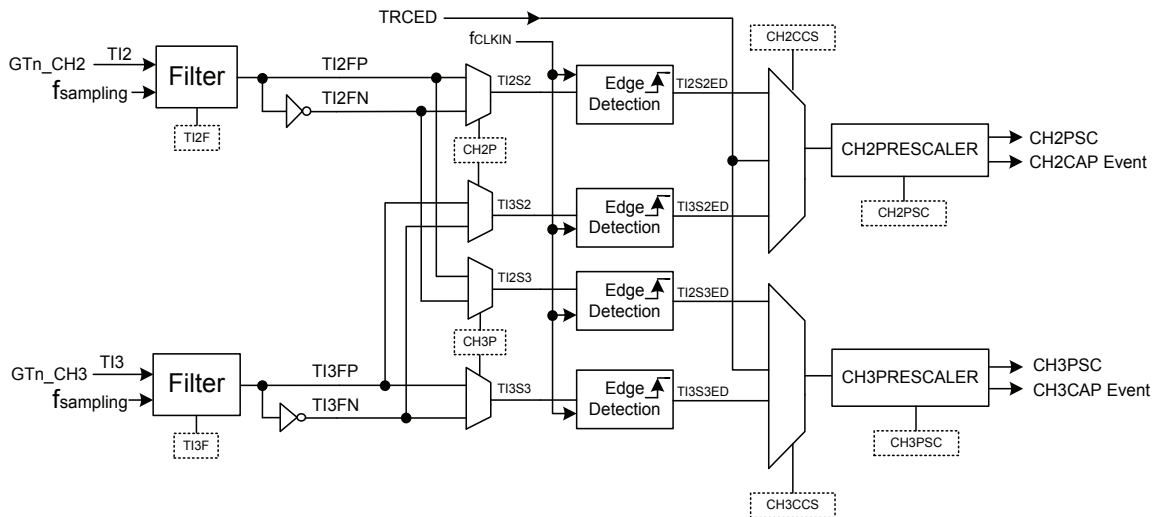 TRCED
fCLKIN
CH2CCS
GTn_CH2
TI2
fsampling
Filter
TI2F
TI2FP
TI2FN
TI2S2
CH2P
Edge
Detection
TI2S2ED
CH2PRESCALER
CH2PSC
CH2CAP Event
CH2PSC
TI3S2
Edge
Detection
TI3S2ED
TI2S3
Edge
Detection
TI2S3ED
CH3P
GTn_CH3
TI3
fsampling
Filter
TI3F
TI3FP
TI3FN
TI3S3
Edge
Detection
TI3S3ED
CH3PRESCALER
CH3PSC
CH3CAP Event
CH3PSC
CH3CCS